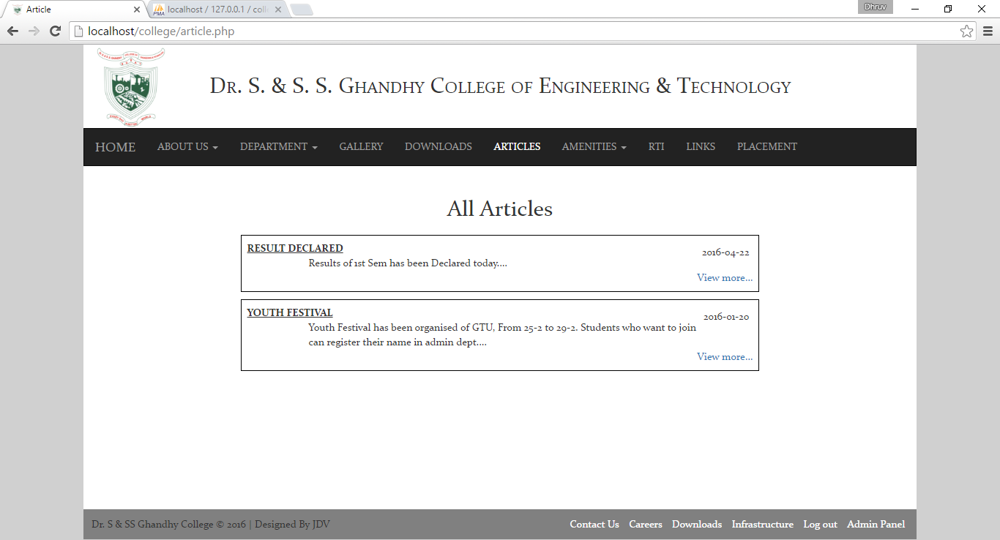 Article
localhost / 127.0.0.1 / coll
Dhruv
localhost/college/article.php
Dr. S. & S. S. Ghandhy College of Engineering & Technology
HOME ABOUT US DEPARTMENT GALLERY DOWNLOADS ARTICLES AMENITIES RTI LINKS PLACEMENT
All Articles
RESULT DECLARED
2016-04-22
Results of 1st Sem has been Declared today....
View more...
YOUTH FESTIVAL
2016-01-20
Youth Festival has been organised of GTU, From 25-2 to 29-2. Students who want to join
can register their name in admin dept....
View more...
Dr. S & SS Ghandhy College © 2016 | Designed By JDV
Contact Us Careers Downloads Infrastructure Log out Admin Panel